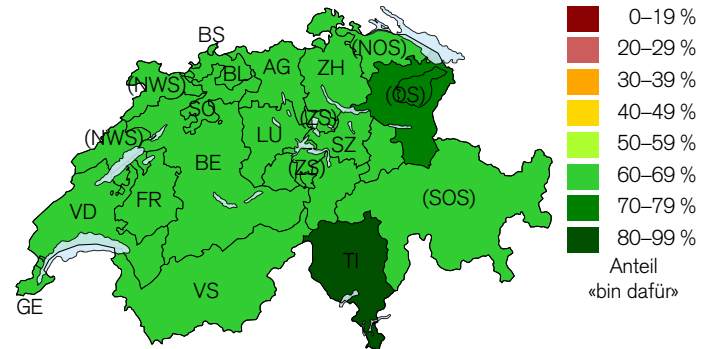 BS
(NWS)
BL
AG
ZH
(NOS)
SO
(ZS)
(OS)
(NWS)
LU
SZ
BE
(ZS)
FR
VD
(SOS)
TI
VS
GE
0–19 %
20–29 %
30–39 %
40–49 %
50–59 %
60–69 %
70–79 %
80–99 %
Anteil
«bin dafür»